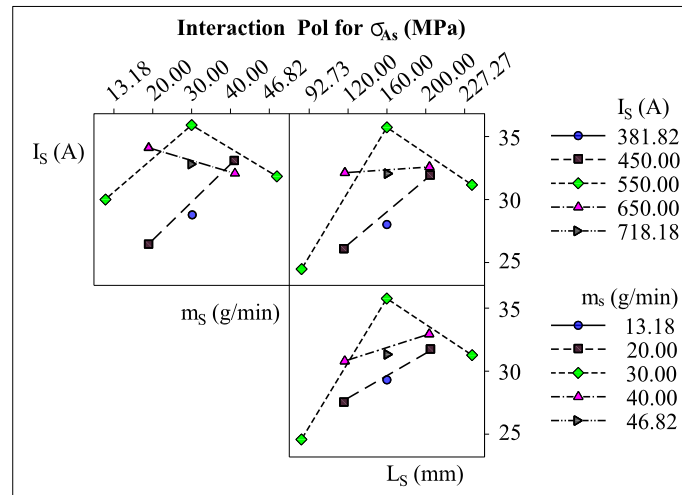 Interaction Pol for σAs (MPa)
13.18 20.00 30.00 40.00 46.82 92.73 120.00 160.00 200.00 227.27
IS (A)
35
30
25
IS (A)
381.82
450.00
550.00
650.00
718.18
mS (g/min)
35
30
25
ms (g/min)
13.18
20.00
30.00
40.00
46.82
LS (mm)